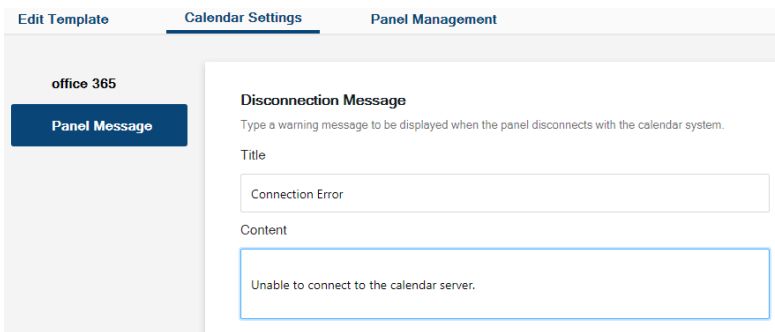 Edit Template Calendar Settings Panel Management
office 365
Panel Message
Disconnection Message
Type a warning message to be displayed when the panel disconnects with the calendar system.
Title
Connection Error
Content
Unable to connect to the calendar server.